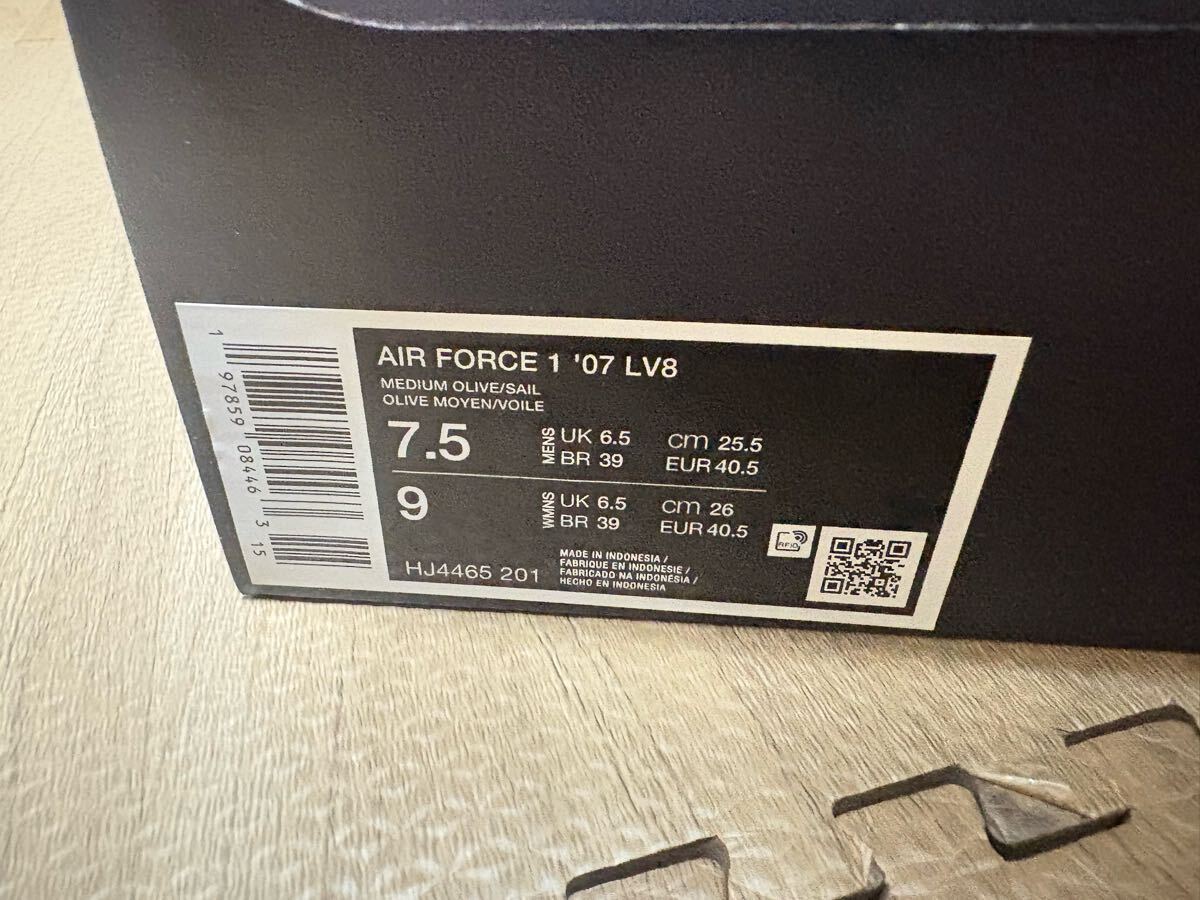 AIR FORCE 1 '07 LV8
MEDIUM OLIVE/SAIL
OLIVE MOYEN/VOILE
7.5 MENS UK 6.5 cm 25.5
BR 39 EUR 40.5
9 WMNS UK 6.5 cm 26
BR 39 EUR 40.5
HJ4465 201
MADE IN INDONESIA /
FABRIQUE EN INDONESIE /
FABRICADO NA INDONÉSIA /
HECHO EN INDONESIA
RFID
1 97859 08446 3 15